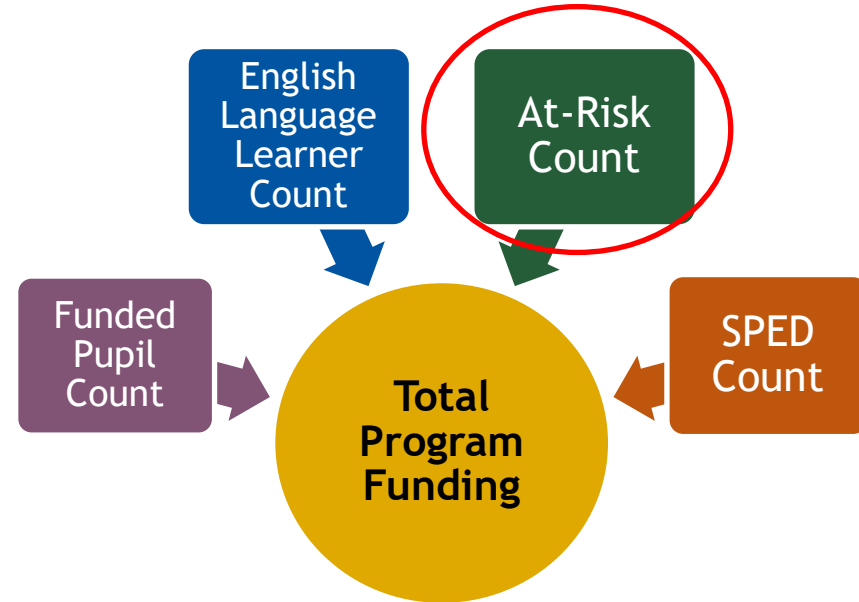 English
Language
Learner
Count
At-Risk
Count
Funded
Pupil
Count
SPED
Count
Total
Program
Funding